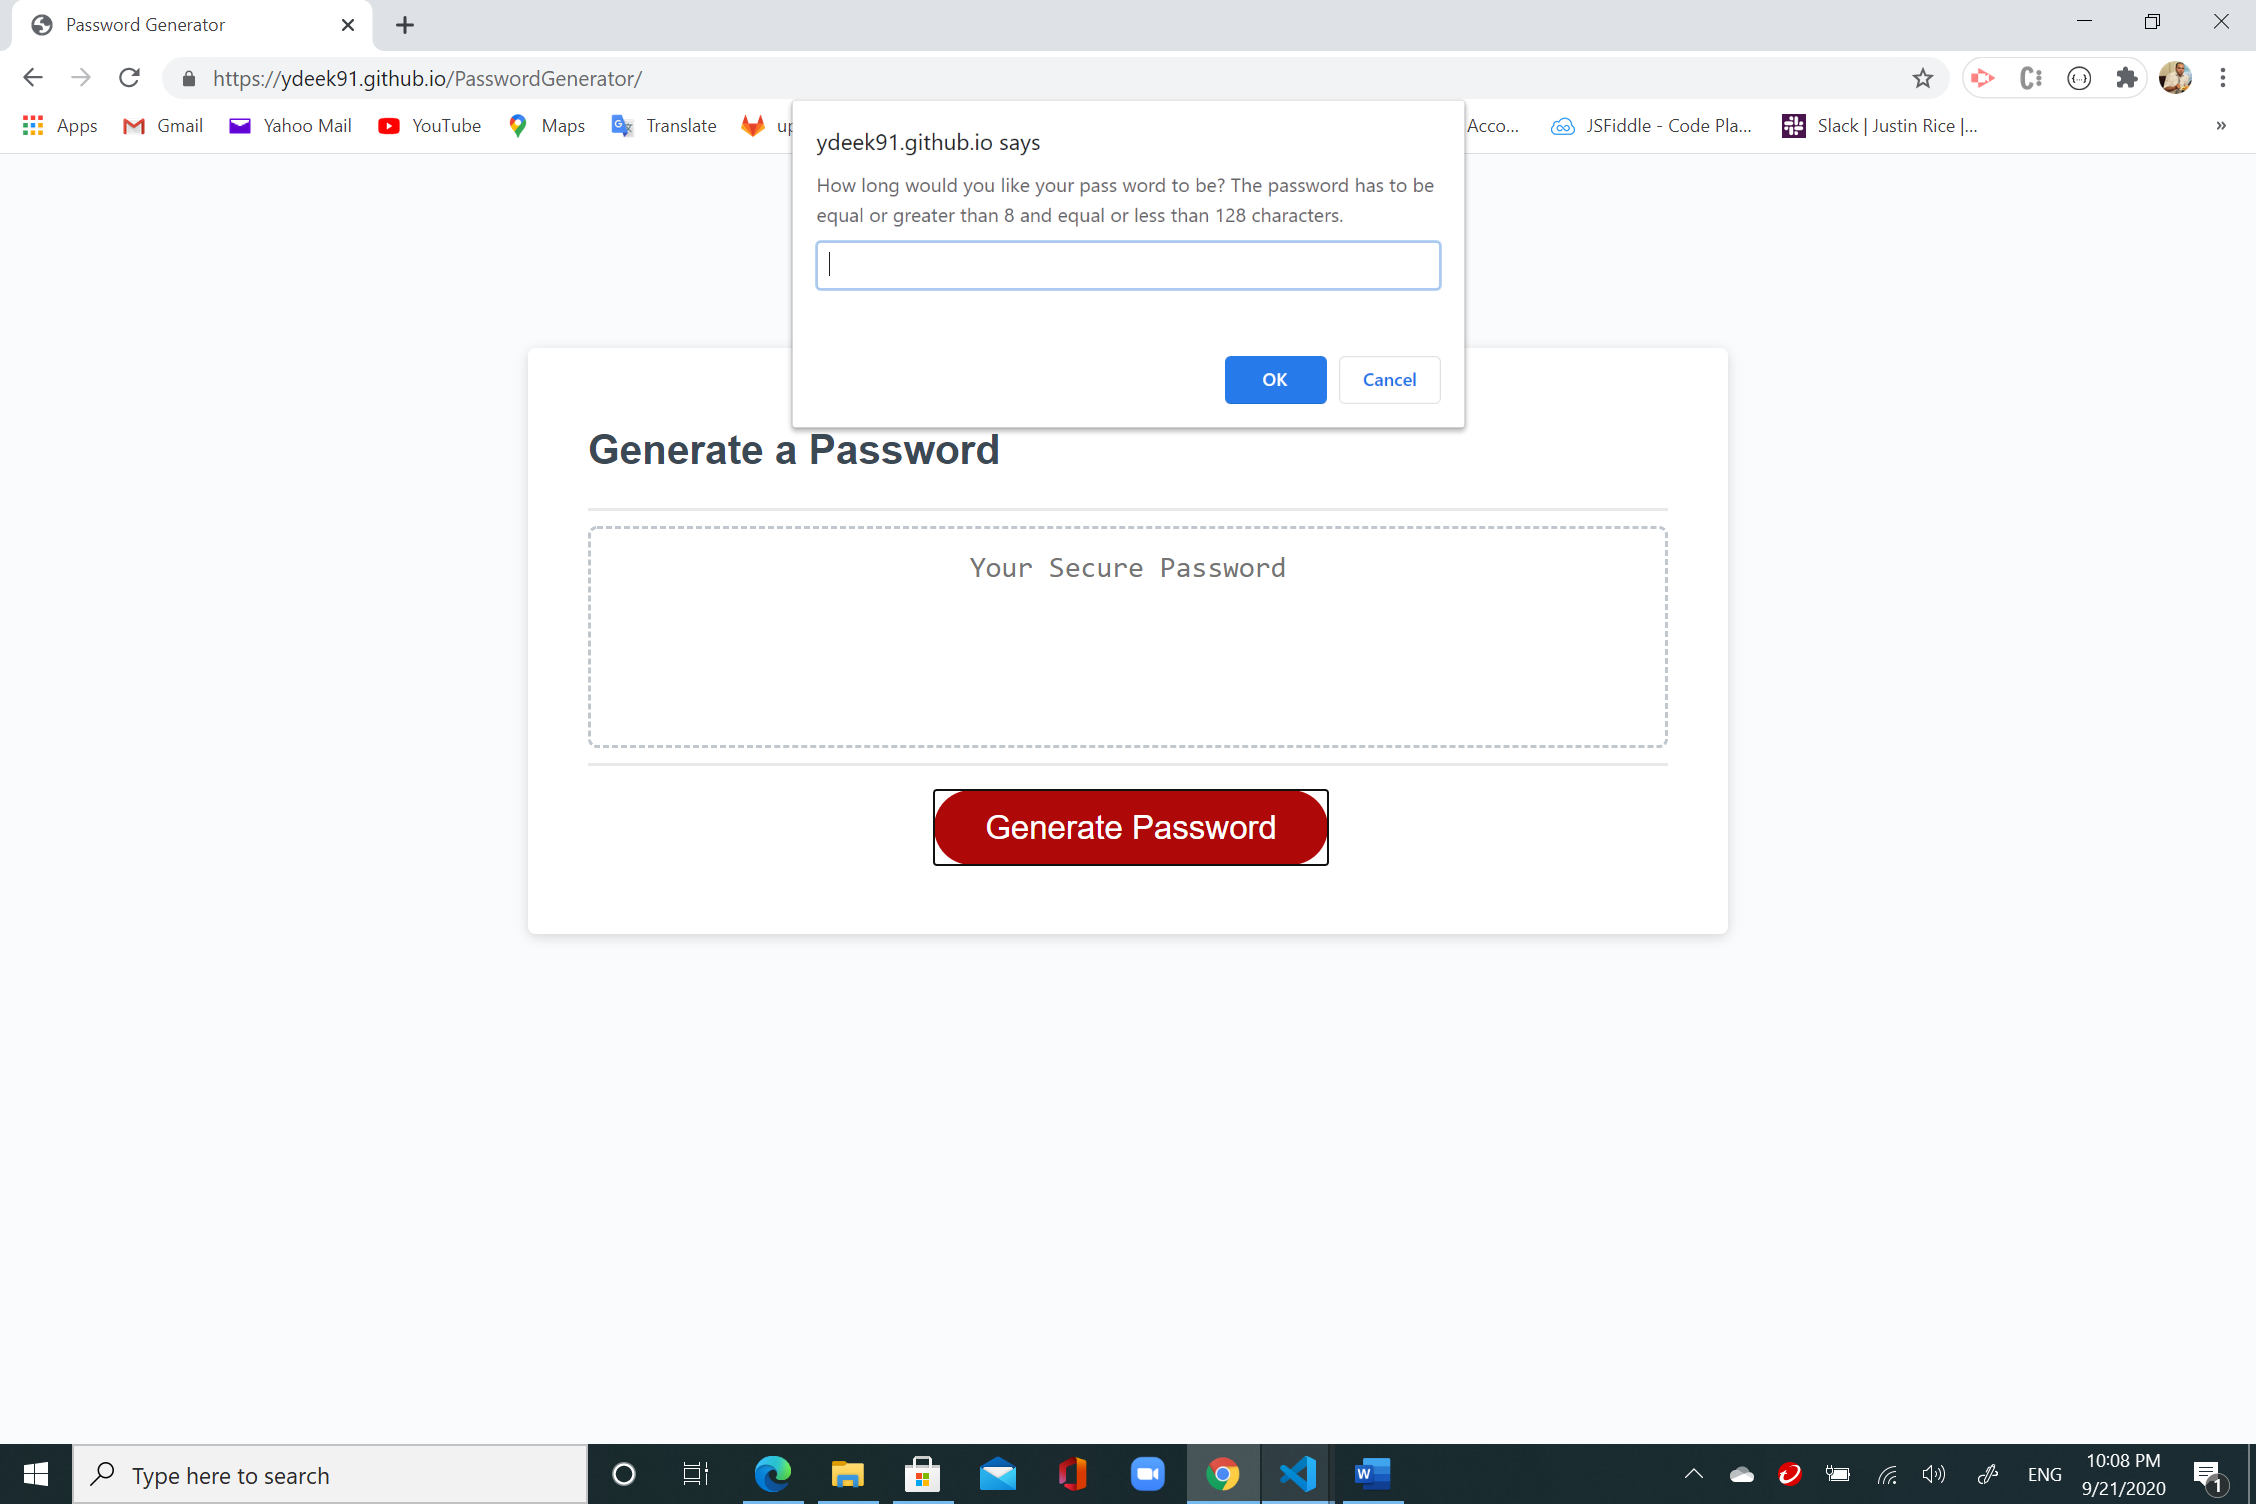 Password Generator
https://ydeek91.github.io/PasswordGenerator/
Apps Gmail Yahoo Mail YouTube Maps Translate up Acco... JSFiddle - Code Pla... Slack | Justin Rice |... »
ydeek91.github.io says
How long would you like your pass word to be? The password has to be
equal or greater than 8 and equal or less than 128 characters.
OK Cancel
Generate a Password
Your Secure Password
Generate Password
Type here to search
ENG
10:08 PM
9/21/2020
1